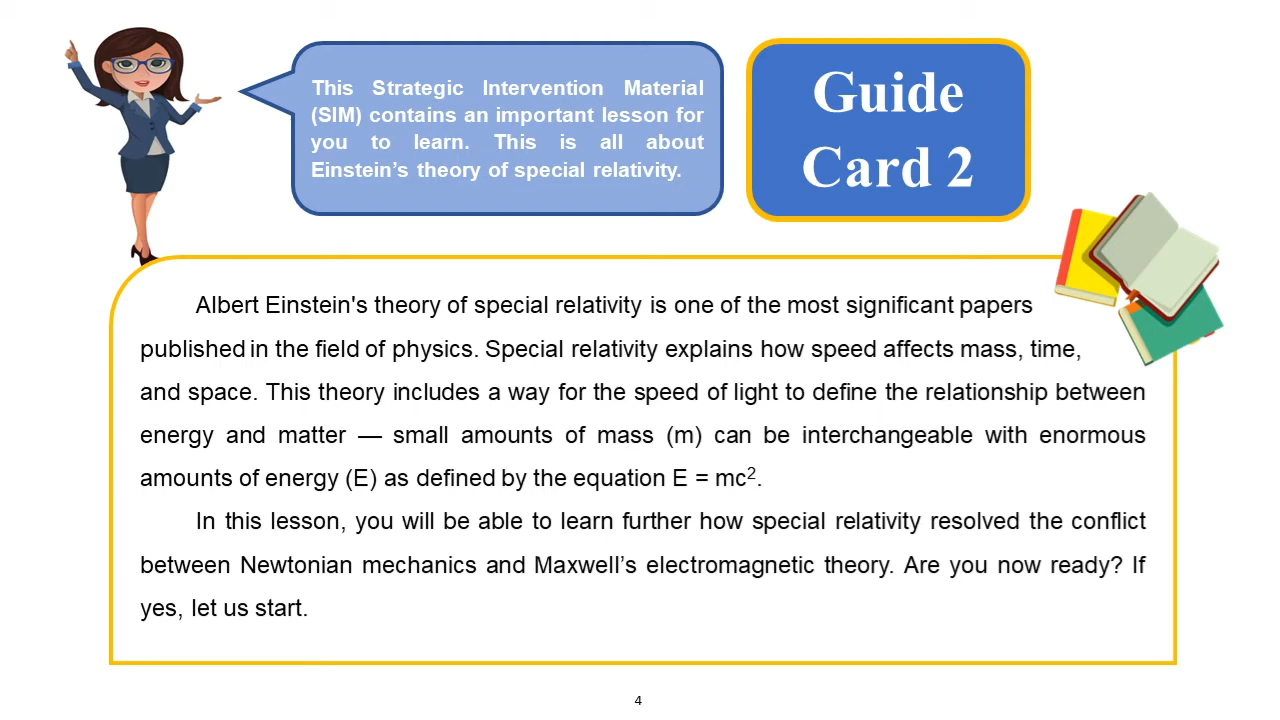 This Strategic Intervention Material
(SIM) contains an important lesson for
you to learn. This is all about
Einstein’s theory of special relativity.
Guide
Card 2
Albert Einstein's theory of special relativity is one of the most significant papers
published in the field of physics. Special relativity explains how speed affects mass, time,
and space. This theory includes a way for the speed of light to define the relationship between
energy and matter — small amounts of mass (m) can be interchangeable with enormous
amounts of energy (E) as defined by the equation E = mc².
In this lesson, you will be able to learn further how special relativity resolved the conflict
between Newtonian mechanics and Maxwell’s electromagnetic theory. Are you now ready? If
yes, let us start.
4